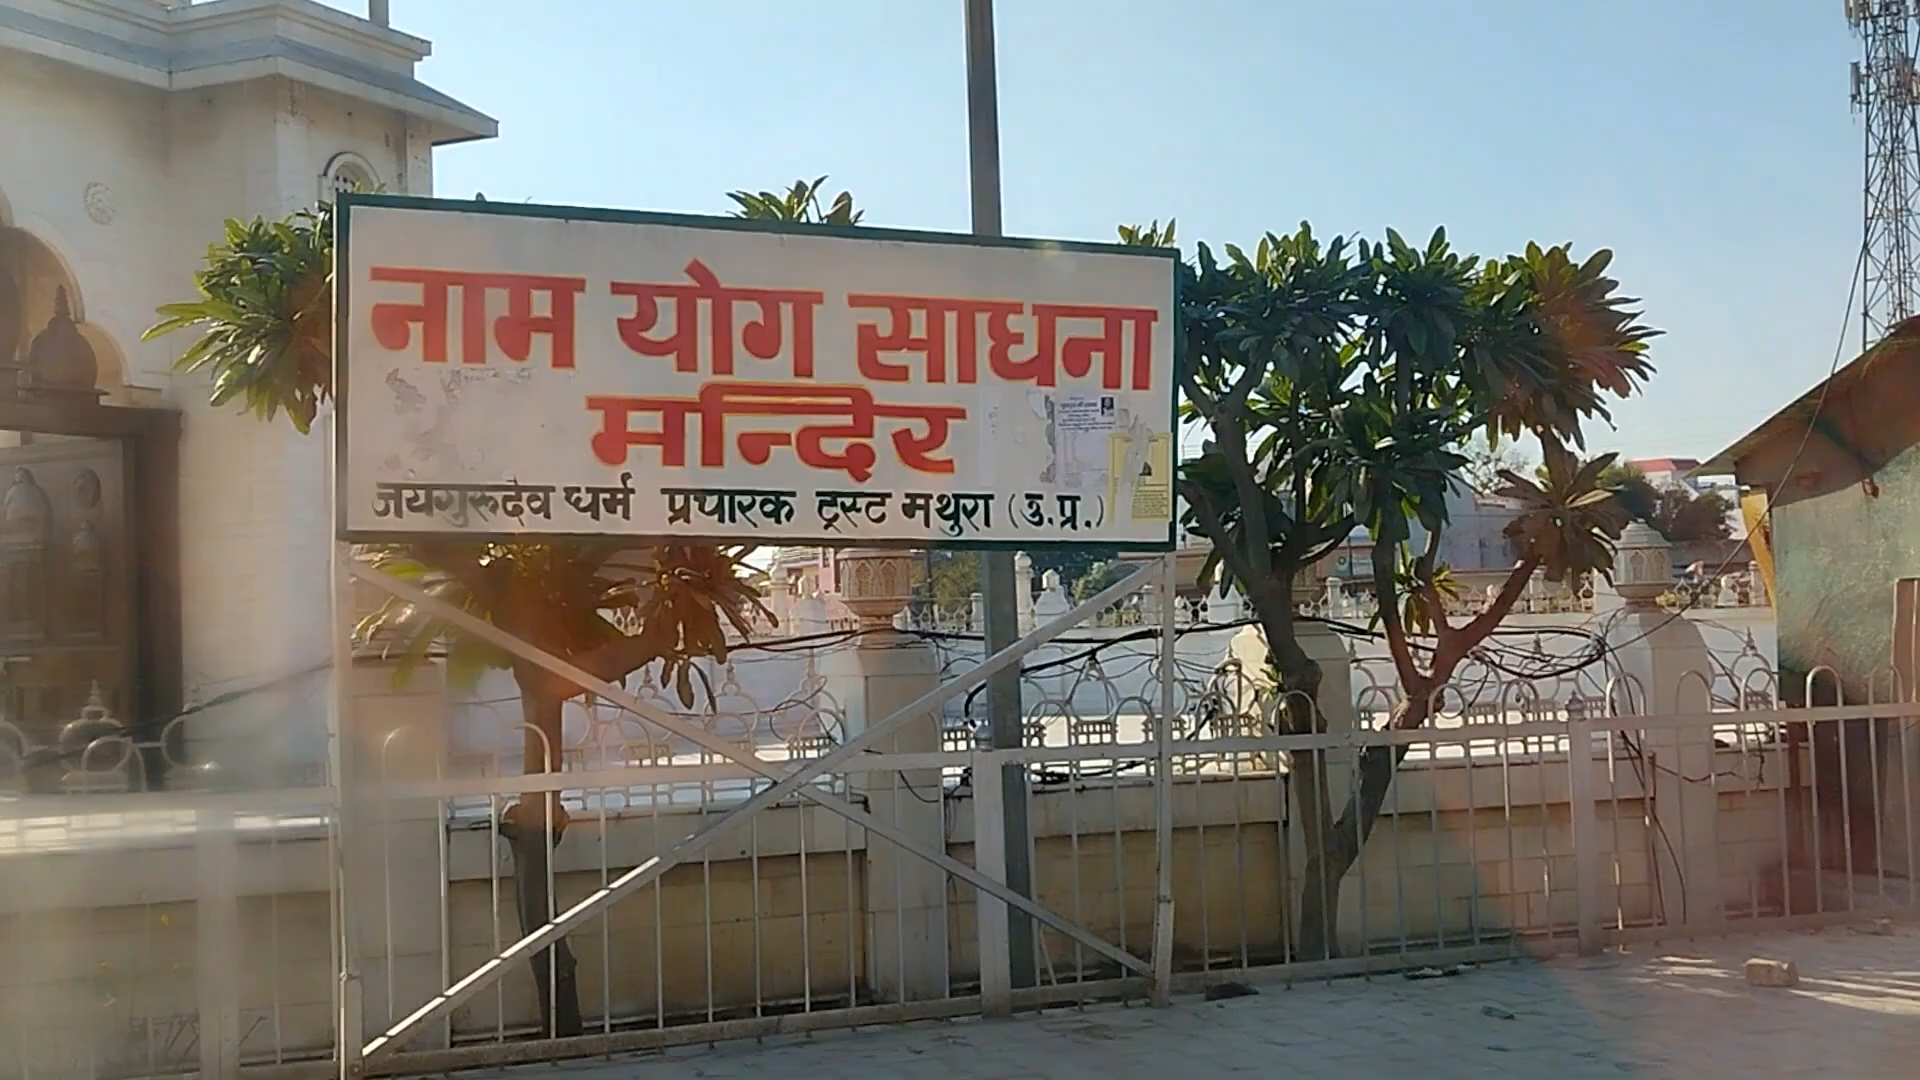 नाम योग साधना
मन्दिर
जयगुरुदेव धर्म प्रचारक ट्रस्ट मथुरा (उ.प्र.)